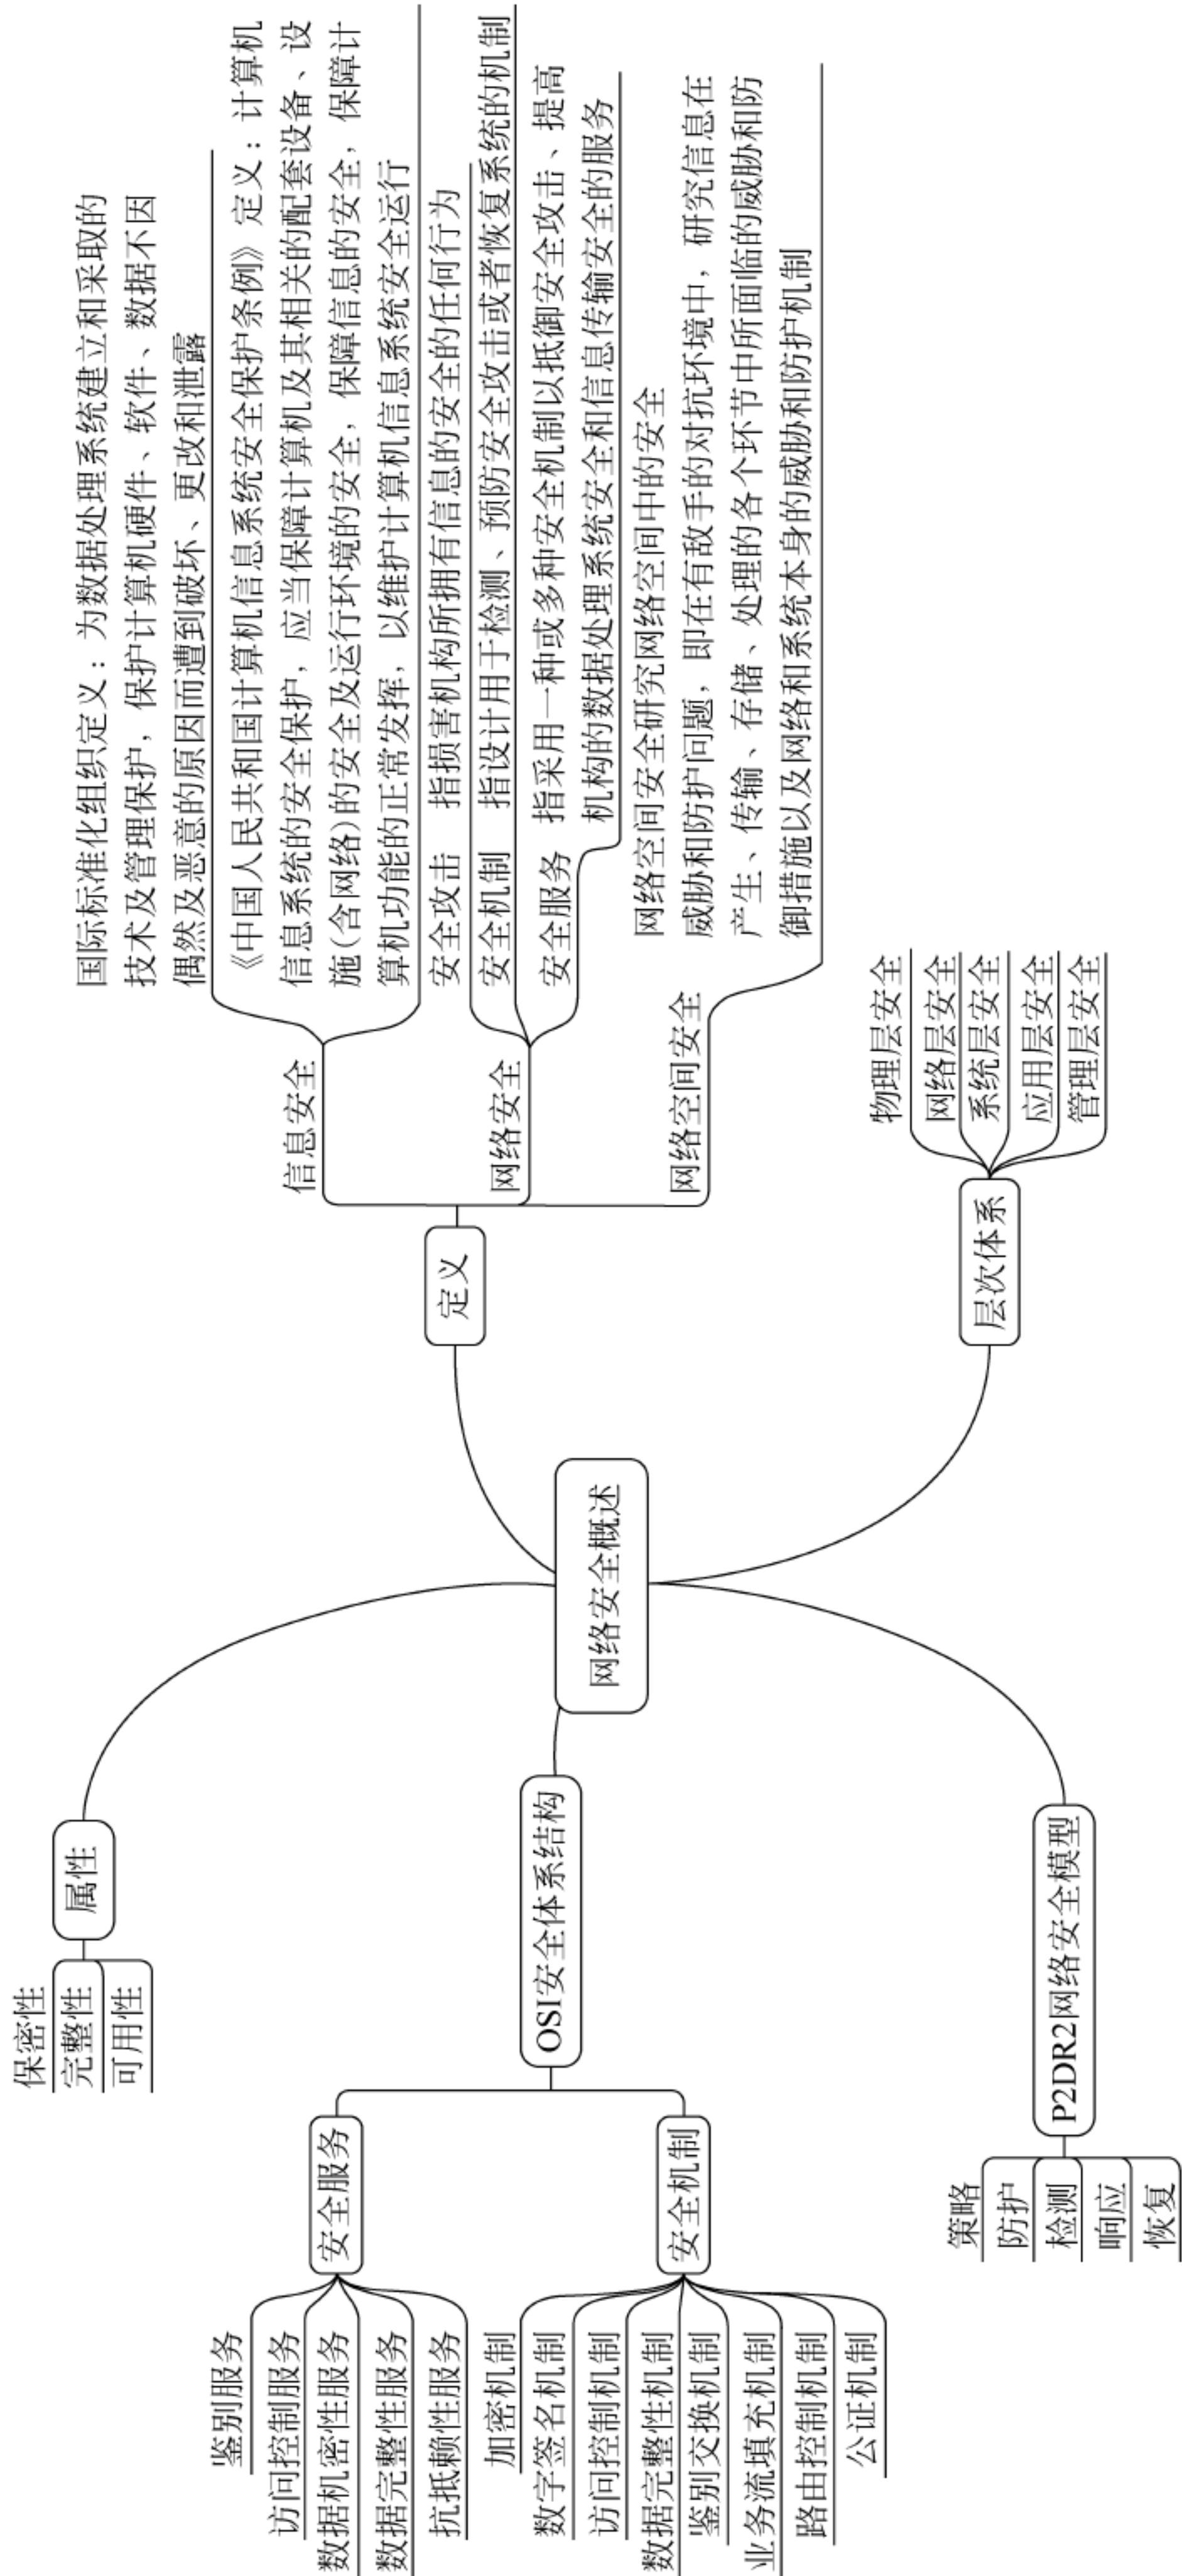 网络安全概述
属性
保密性
完整性
可用性
OSI安全体系结构
安全服务
鉴别服务
访问控制服务
数据机密性服务
数据完整性服务
抗抵赖性服务
安全机制
加密机制
数字签名机制
访问控制机制
数据完整性机制
鉴别交换机制
业务流填充机制
路由控制机制
公证机制
P2DR2网络安全模型
策略
防护
检测
响应
恢复
定义
信息安全
国际标准化组织定义：为数据处理系统建立和采取的
技术及管理保护，保护计算机硬件、软件、数据不因
偶然及恶意的原因而遭到破坏、更改和泄露
《中国人民共和国计算机信息系统安全保护条例》定义：计算机
信息系统的安全保护，应当保障计算机及其相关的配套设备、设
施(含网络)的安全及运行环境的安全，保障信息的安全，保障计
算机功能的正常发挥，以维护计算机信息系统安全运行
网络安全
安全攻击 指损害机构所拥有信息的安全的任何行为
安全机制 指设计用于检测、预防安全攻击或者恢复系统的机制
安全服务 指采用一种或多种安全机制以抵御安全攻击、提高
机构的数据处理系统安全和信息传输安全的服务
网络空间安全
网络空间安全研究网络空间中的安全
威胁和防护问题，即在有敌手的对抗环境中，研究信息在
产生、传输、存储、处理的各个环节中所面临的威胁和防
御措施以及网络和系统本身的威胁和防护机制
层次体系
物理层安全
网络层安全
系统层安全
应用层安全
管理层安全